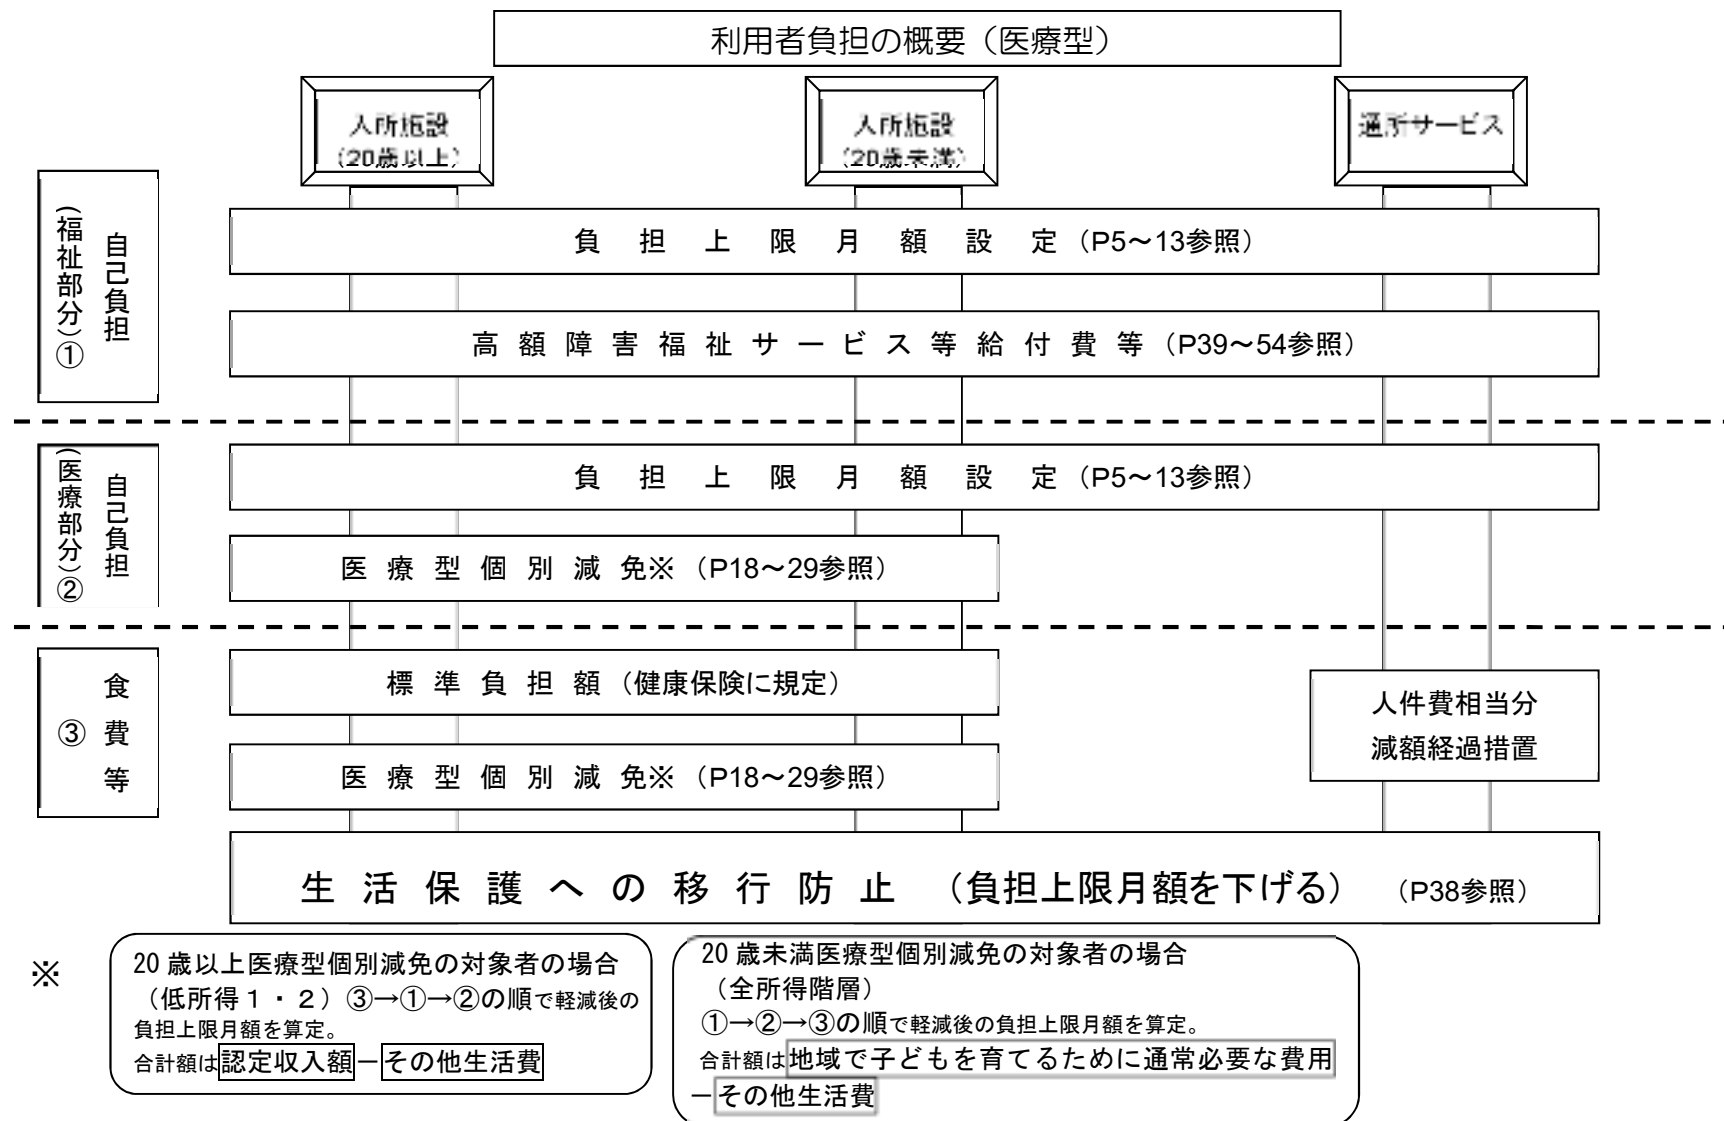 利用者負担の概要（医療型）
入所施設
（20歳以上）
入所施設
（20歳未満）
通所サービス
自己負担
（福祉部分）①
負担上限月額設定（P5～13参照）
高額障害福祉サービス等給付費等（P39～54参照）
自己負担
（医療部分）②
負担上限月額設定（P5～13参照）
医療型個別減免※（P18～29参照）
食費等
③
標準負担額（健康保険に規定）
人件費相当分
減額経過措置
医療型個別減免※（P18～29参照）
生活保護への移行防止（負担上限月額を下げる）（P38参照）
※
20歳以上医療型個別減免の対象者の場合
（低所得１・２）③→①→②の順で軽減後の
負担上限月額を算定。
合計額は認定収入額－その他生活費
20歳未満医療型個別減免の対象者の場合
（全所得階層）
①→②→③の順で軽減後の負担上限月額を算定。
合計額は地域で子どもを育てるために通常必要な費用
－その他生活費